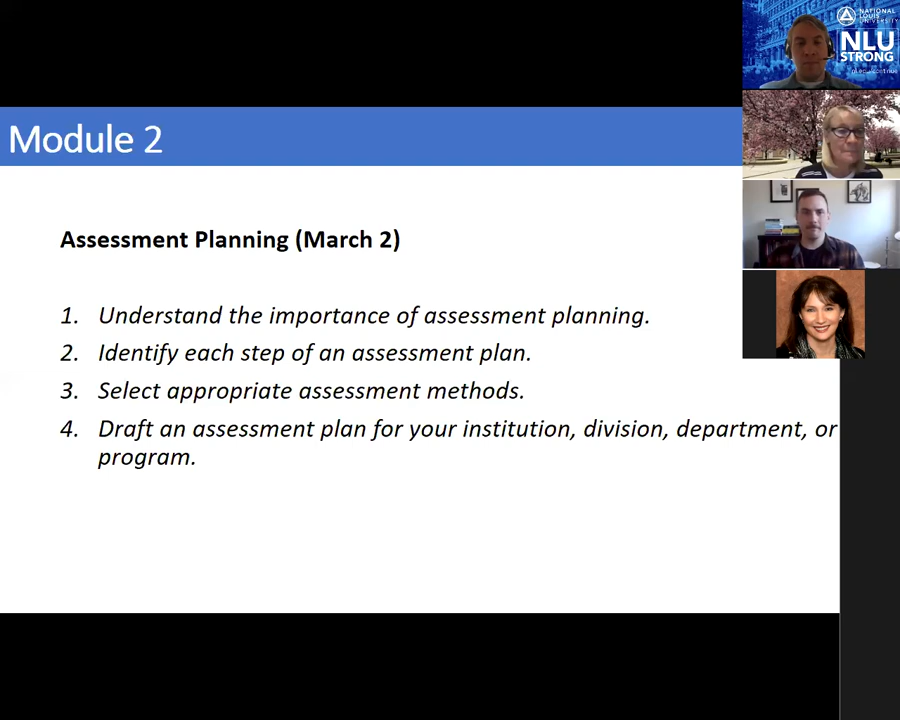 Module 2
Assessment Planning (March 2)
1. Understand the importance of assessment planning.
2. Identify each step of an assessment plan.
3. Select appropriate assessment methods.
4. Draft an assessment plan for your institution, division, department, or
program.
NATIONAL
LOUIS
UNIVERSITY
NLU
STRONG